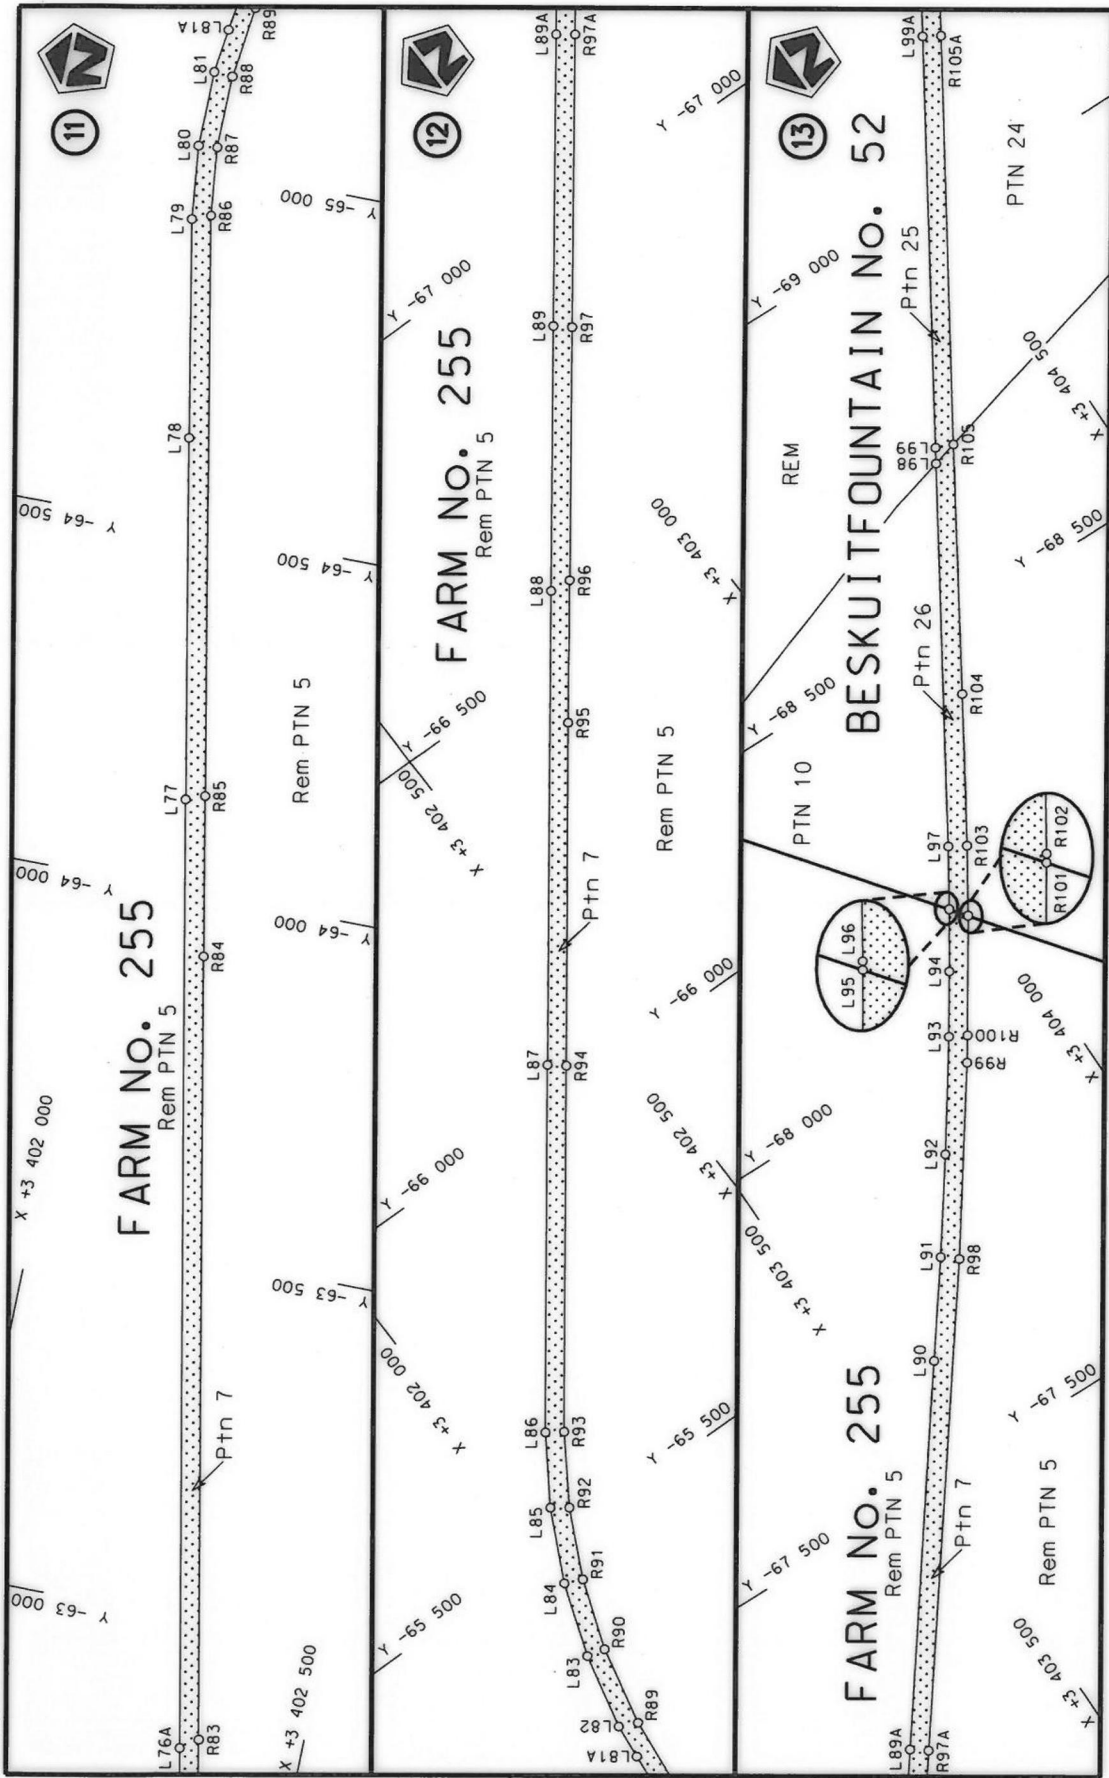 11
N
X +3 402 000
Y -63 000
Y -64 000
Y -64 500
FARM No. 255
Rem PTN 5
L76A
L77
L78
L79
L80
L81
L81A
R83
R84
R85
R86
R87
R88
R89
Ptn 7
Rem PTN 5
X +3 402 500
Y -63 500
Y -64 000
Y -64 500
Y -65 000
12
N
Y -65 500
X +3 402 000
Y -66 000
X +3 402 500
Y -66 500
Y -67 000
FARM No. 255
Rem PTN 5
L81A
L82
L83
L84
L85
L86
L87
L88
L89
L89A
R89
R90
R91
R92
R93
R94
R95
R96
R97
R97A
Ptn 7
Rem PTN 5
Y -65 500
X +3 402 500
Y -66 000
X +3 403 000
Y -67 000
13
N
Y -67 500
X +3 403 500
Y -68 000
PTN 10
Y -68 500
REM
Y -69 000
FARM No. 255
Rem PTN 5
BESKUITFOUNTAIN No. 52
L89A
L90
L91
L92
L93
L94
L95
L96
L97
L98
L99
L99A
Ptn 26
Ptn 25
R97A
R98
R99
R100
R101
R102
R103
R104
R105
R105A
Ptn 7
Rem PTN 5
PTN 24
X +3 403 500
Y -67 500
X +3 404 000
Y -68 500
X +3 404 500